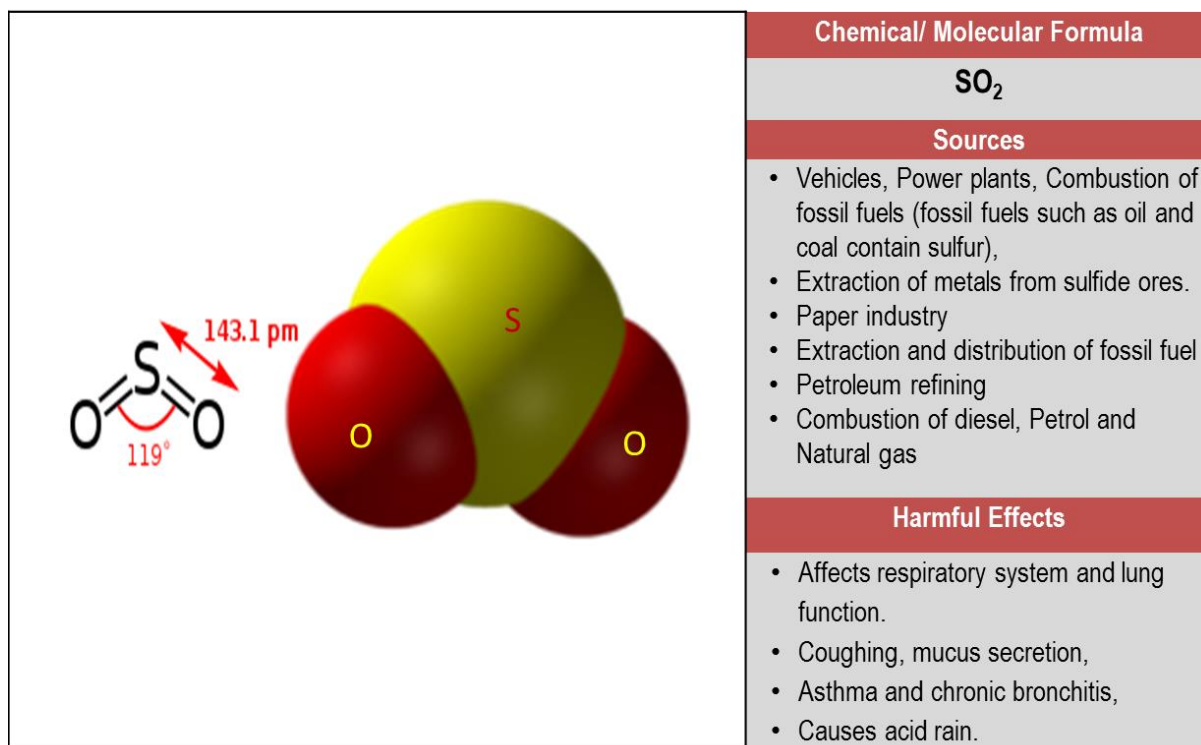 143.1 pm
S
O O
119°
S
O
O
Chemical/ Molecular Formula
SO₂
Sources
• Vehicles, Power plants, Combustion of
fossil fuels (fossil fuels such as oil and
coal contain sulfur),
• Extraction of metals from sulfide ores.
• Paper industry
• Extraction and distribution of fossil fuel
• Petroleum refining
• Combustion of diesel, Petrol and
Natural gas
Harmful Effects
• Affects respiratory system and lung
function.
• Coughing, mucus secretion,
• Asthma and chronic bronchitis,
• Causes acid rain.